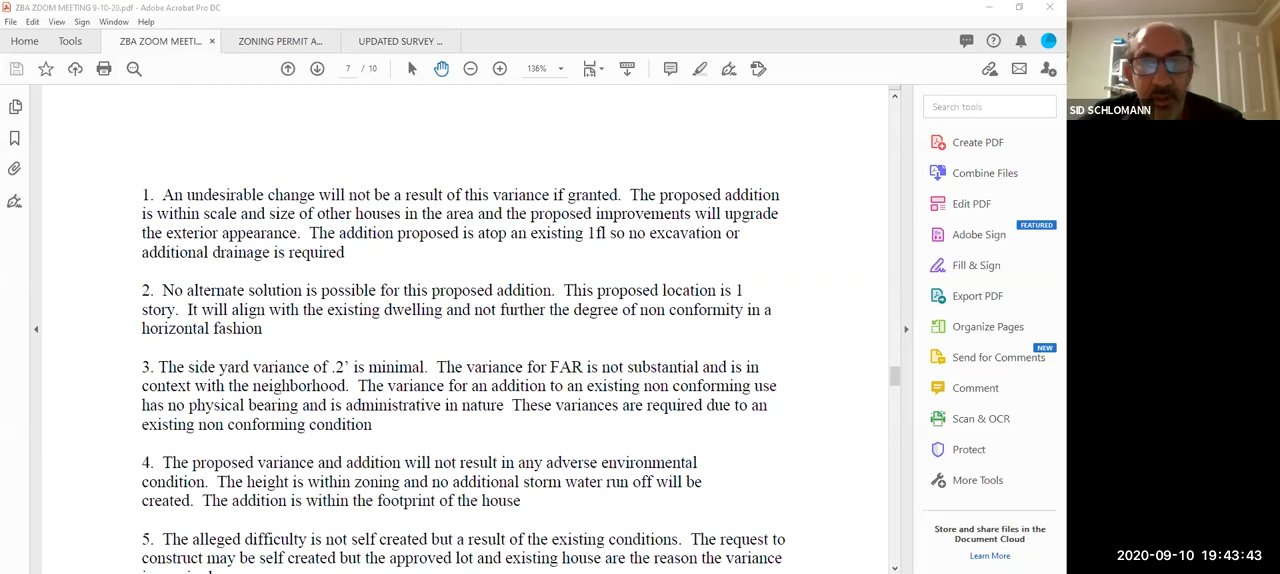 ZBA ZOOM MEETING 9-10-20.pdf - Adobe Acrobat Pro DC
File Edit View Sign Window Help
Home Tools ZBA ZOOM MEETI... × ZONING PERMIT A... UPDATED SURVEY ...
7 / 10 136%
SID SCHLOMANN
Search tools
Create PDF
Combine Files
Edit PDF
FEATURED
Adobe Sign
Fill & Sign
Export PDF
Organize Pages
NEW
Send for Comments
Comment
Scan & OCR
Protect
More Tools
Store and share files in the
Document Cloud
Learn More
1. An undesirable change will not be a result of this variance if granted. The proposed addition
is within scale and size of other houses in the area and the proposed improvements will upgrade
the exterior appearance. The addition proposed is atop an existing 1fl so no excavation or
additional drainage is required
2. No alternate solution is possible for this proposed addition. This proposed location is 1
story. It will align with the existing dwelling and not further the degree of non conformity in a
horizontal fashion
3. The side yard variance of .2’ is minimal. The variance for FAR is not substantial and is in
context with the neighborhood. The variance for an addition to an existing non conforming use
has no physical bearing and is administrative in nature These variances are required due to an
existing non conforming condition
4. The proposed variance and addition will not result in any adverse environmental
condition. The height is within zoning and no additional storm water run off will be
created. The addition is within the footprint of the house
5. The alleged difficulty is not self created but a result of the existing conditions. The request to
construct may be self created but the approved lot and existing house are the reason the variance
2020-09-10 19:43:43